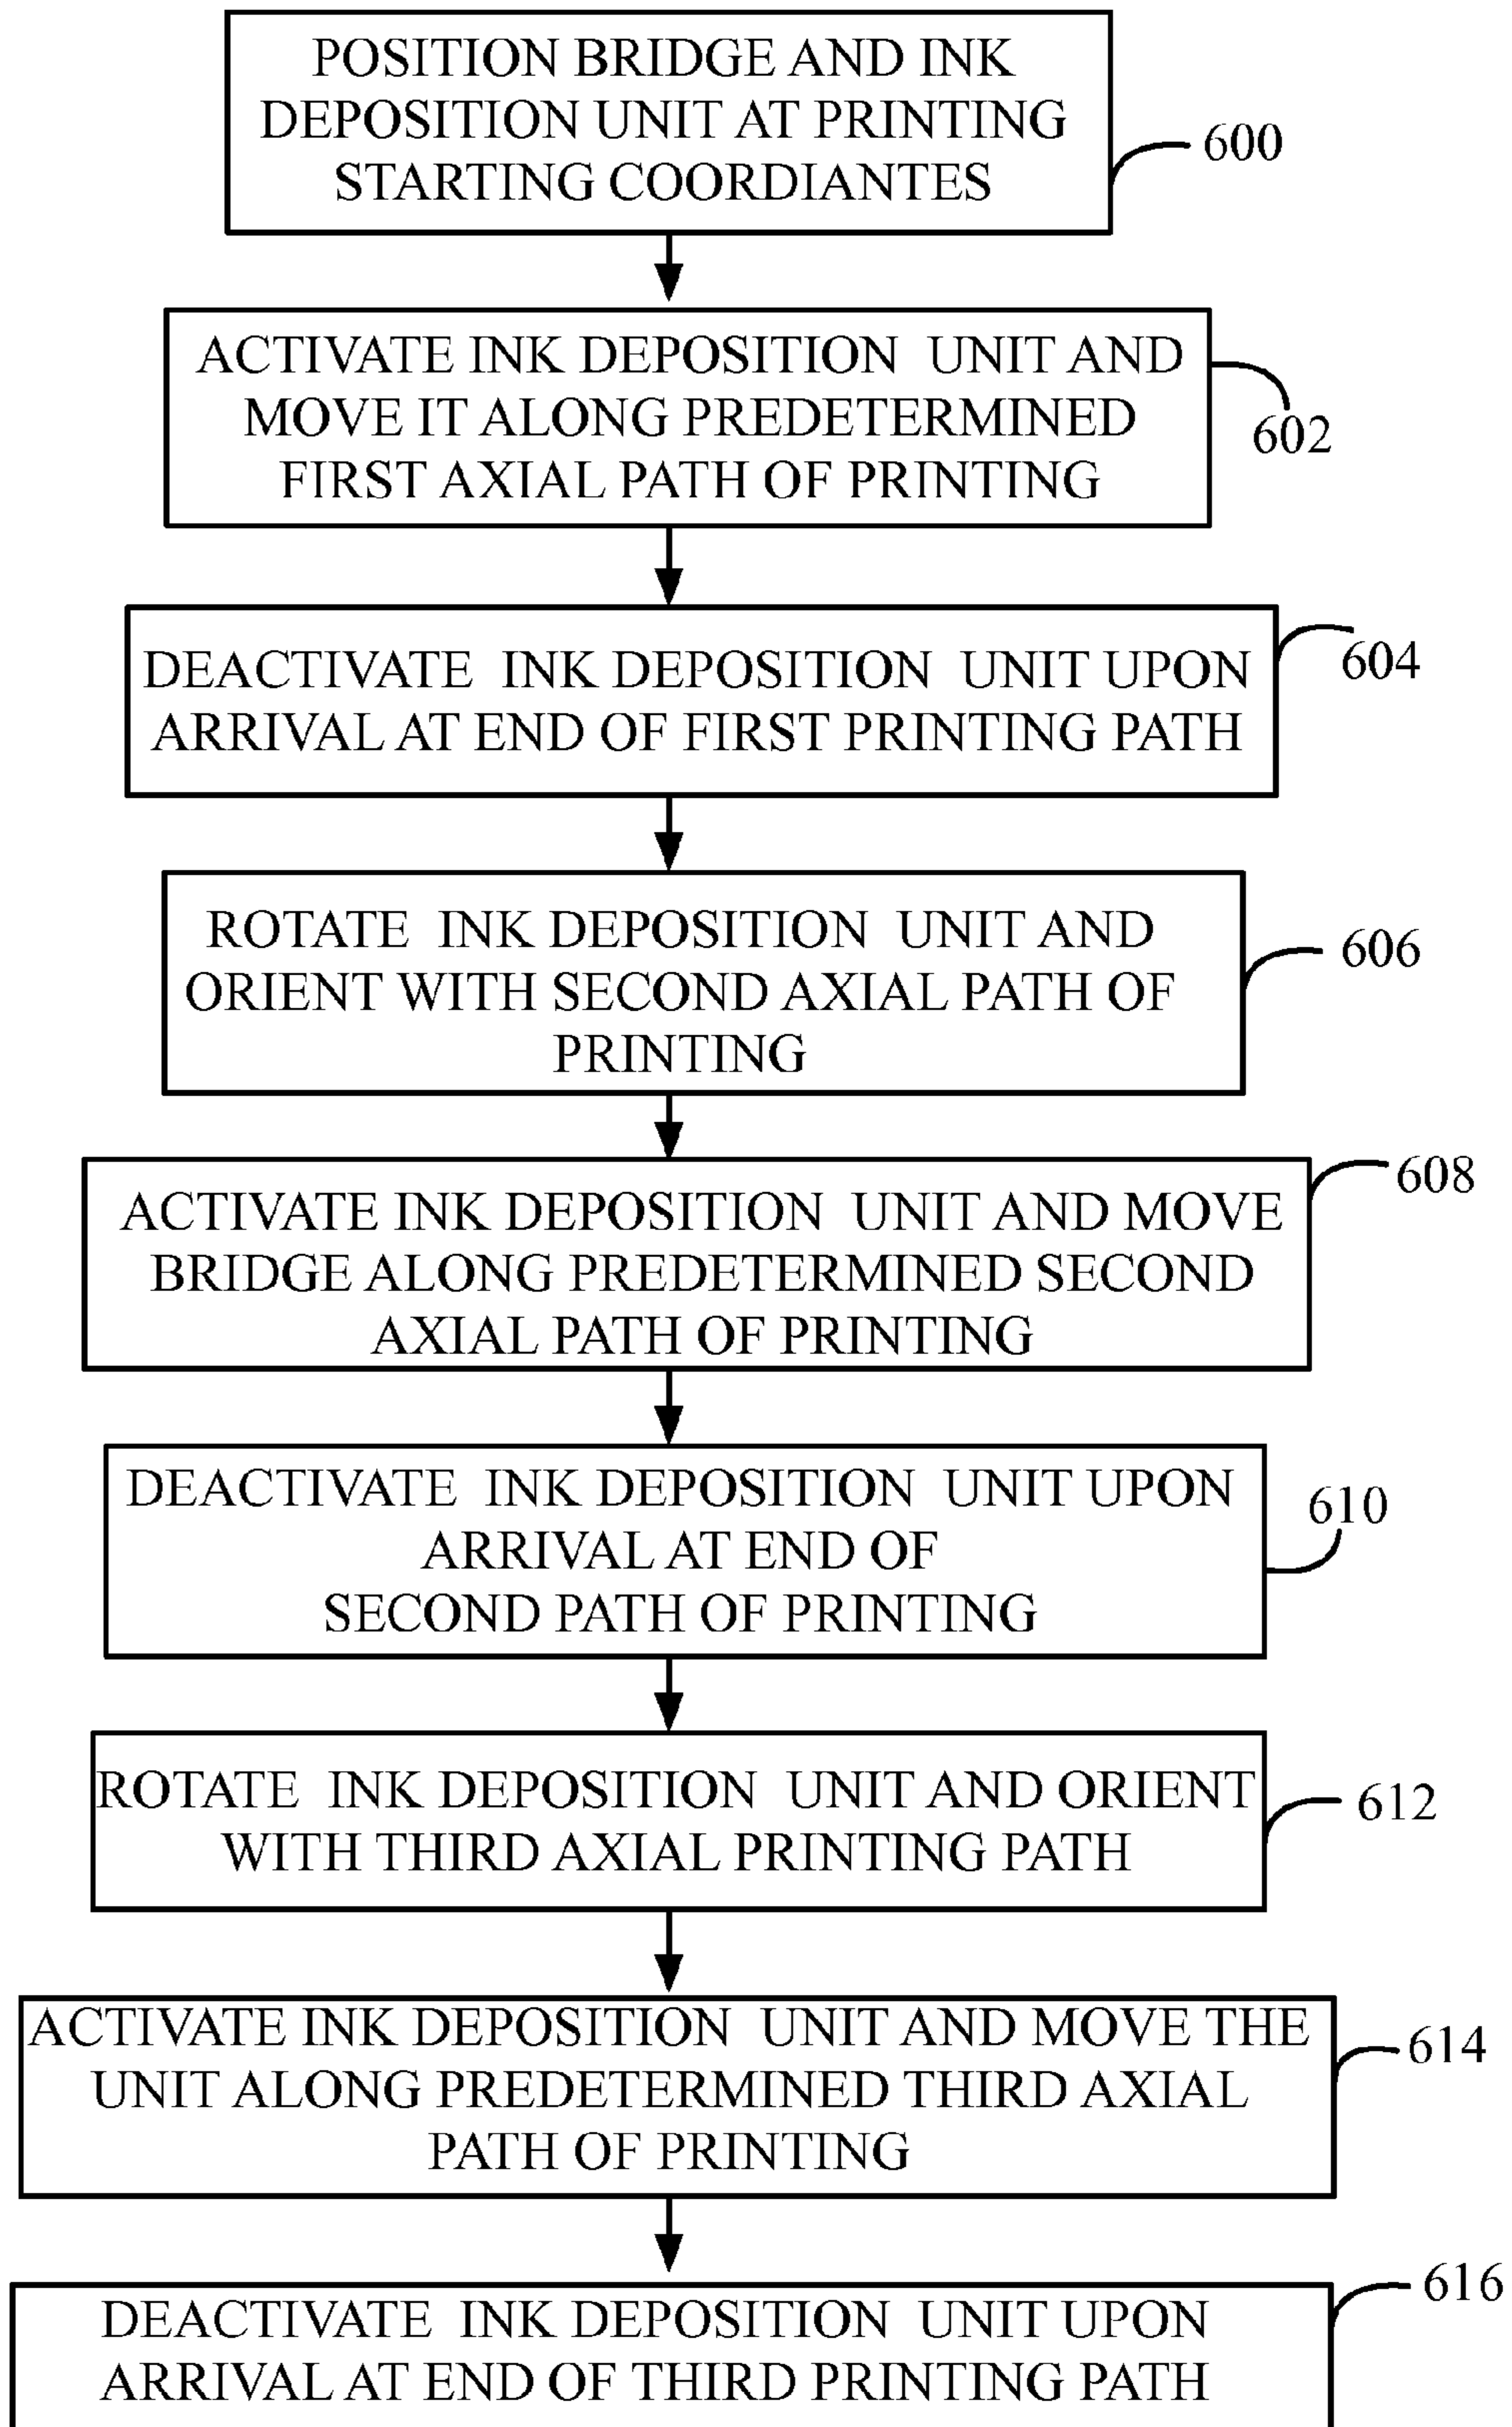 POSITION BRIDGE AND INK
DEPOSITION UNIT AT PRINTING
STARTING COORDIANTES
600
ACTIVATE INK DEPOSITION UNIT AND
MOVE IT ALONG PREDETERMINED
FIRST AXIAL PATH OF PRINTING
602
DEACTIVATE INK DEPOSITION UNIT UPON
ARRIVAL AT END OF FIRST PRINTING PATH
604
ROTATE INK DEPOSITION UNIT AND
ORIENT WITH SECOND AXIAL PATH OF
PRINTING
606
ACTIVATE INK DEPOSITION UNIT AND MOVE
BRIDGE ALONG PREDETERMINED SECOND
AXIAL PATH OF PRINTING
608
DEACTIVATE INK DEPOSITION UNIT UPON
ARRIVAL AT END OF
SECOND PATH OF PRINTING
610
ROTATE INK DEPOSITION UNIT AND ORIENT
WITH THIRD AXIAL PRINTING PATH
612
ACTIVATE INK DEPOSITION UNIT AND MOVE THE
UNIT ALONG PREDETERMINED THIRD AXIAL
PATH OF PRINTING
614
DEACTIVATE INK DEPOSITION UNIT UPON
ARRIVAL AT END OF THIRD PRINTING PATH
616